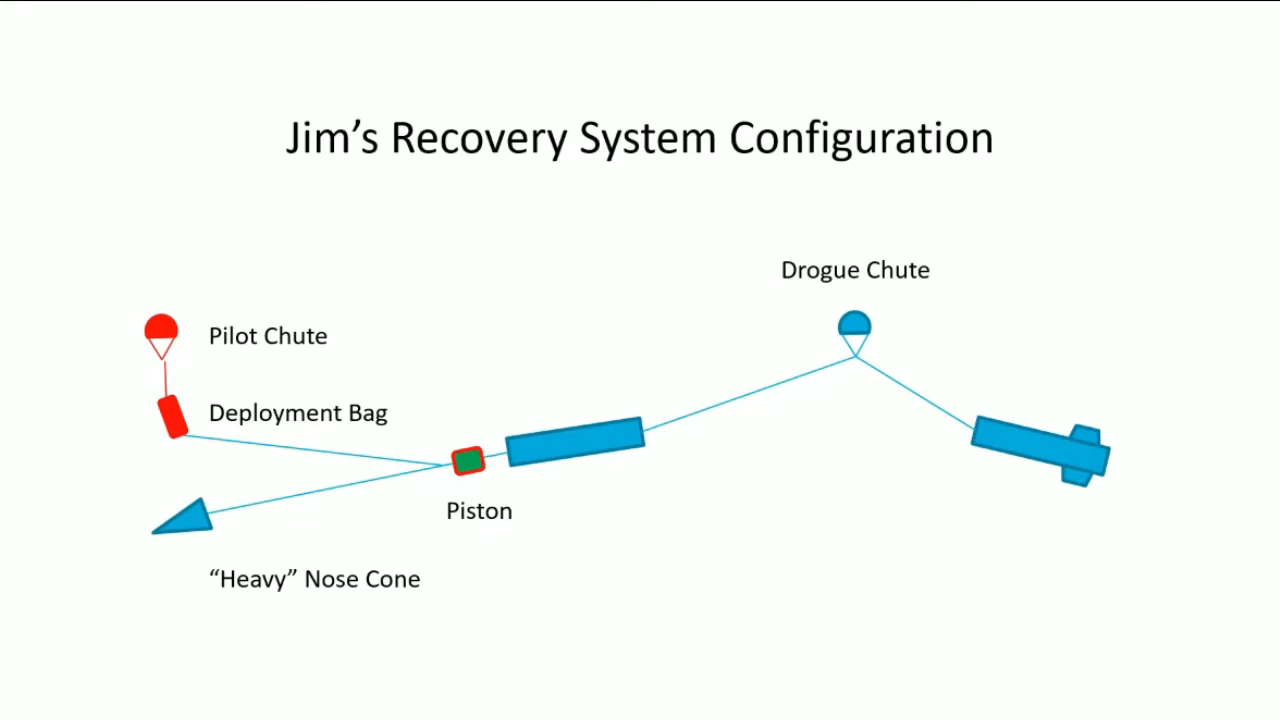 Jim’s Recovery System Configuration
Drogue Chute
Pilot Chute
Deployment Bag
Piston
“Heavy” Nose Cone